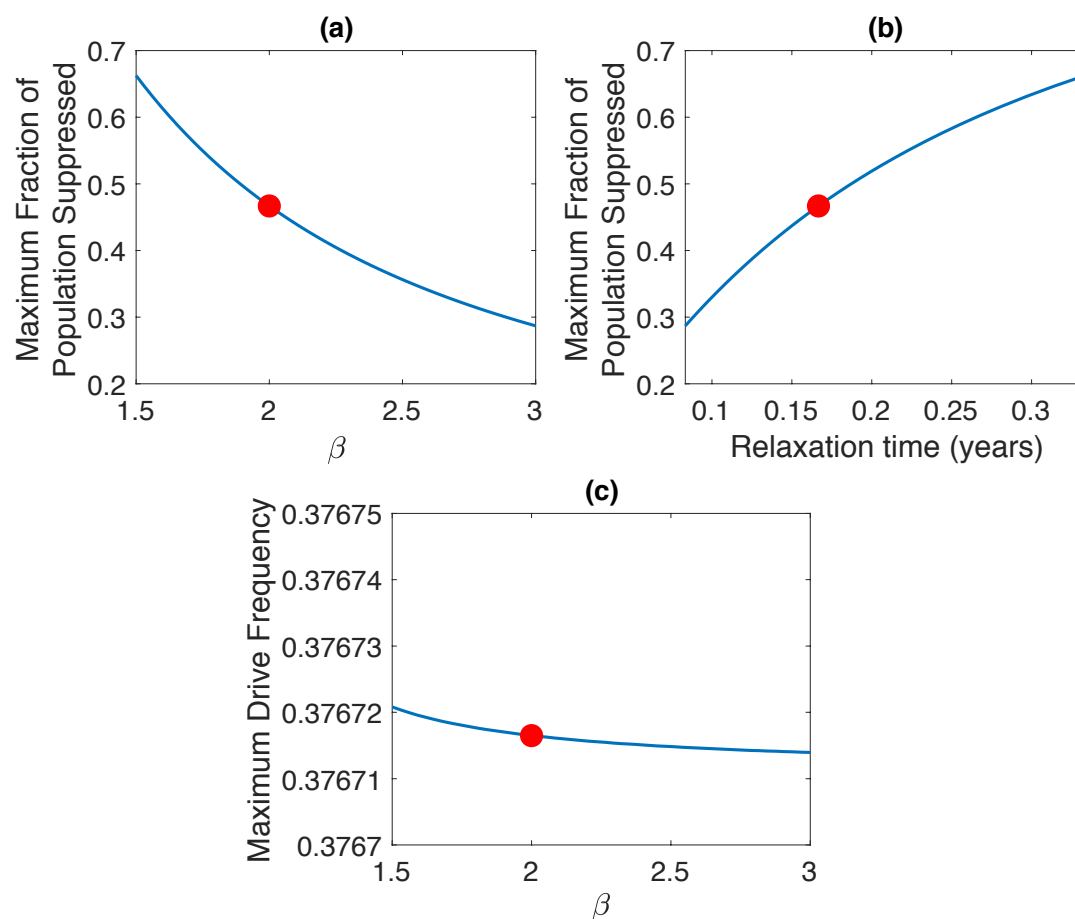 (a)
Maximum Fraction of
Population Suppressed
0.7
0.6
0.5
0.4
0.3
0.2
1.5 2 2.5 3
β
(b)
Maximum Fraction of
Population Suppressed
0.7
0.6
0.5
0.4
0.3
0.2
0.1 0.15 0.2 0.25 0.3
Relaxation time (years)
(c)
Maximum Drive Frequency
0.37675
0.37674
0.37673
0.37672
0.37671
0.3767
1.5 2 2.5 3
β